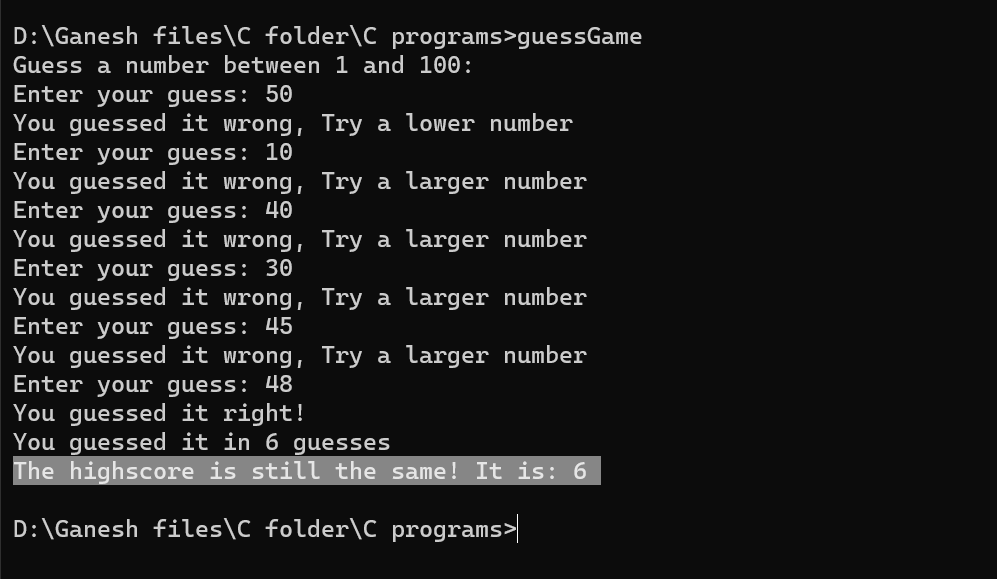 D:\Ganesh files\C folder\C programs>guessGame
Guess a number between 1 and 100:
Enter your guess: 50
You guessed it wrong, Try a lower number
Enter your guess: 10
You guessed it wrong, Try a larger number
Enter your guess: 40
You guessed it wrong, Try a larger number
Enter your guess: 30
You guessed it wrong, Try a larger number
Enter your guess: 45
You guessed it wrong, Try a larger number
Enter your guess: 48
You guessed it right!
You guessed it in 6 guesses
The highscore is still the same! It is: 6
D:\Ganesh files\C folder\C programs>